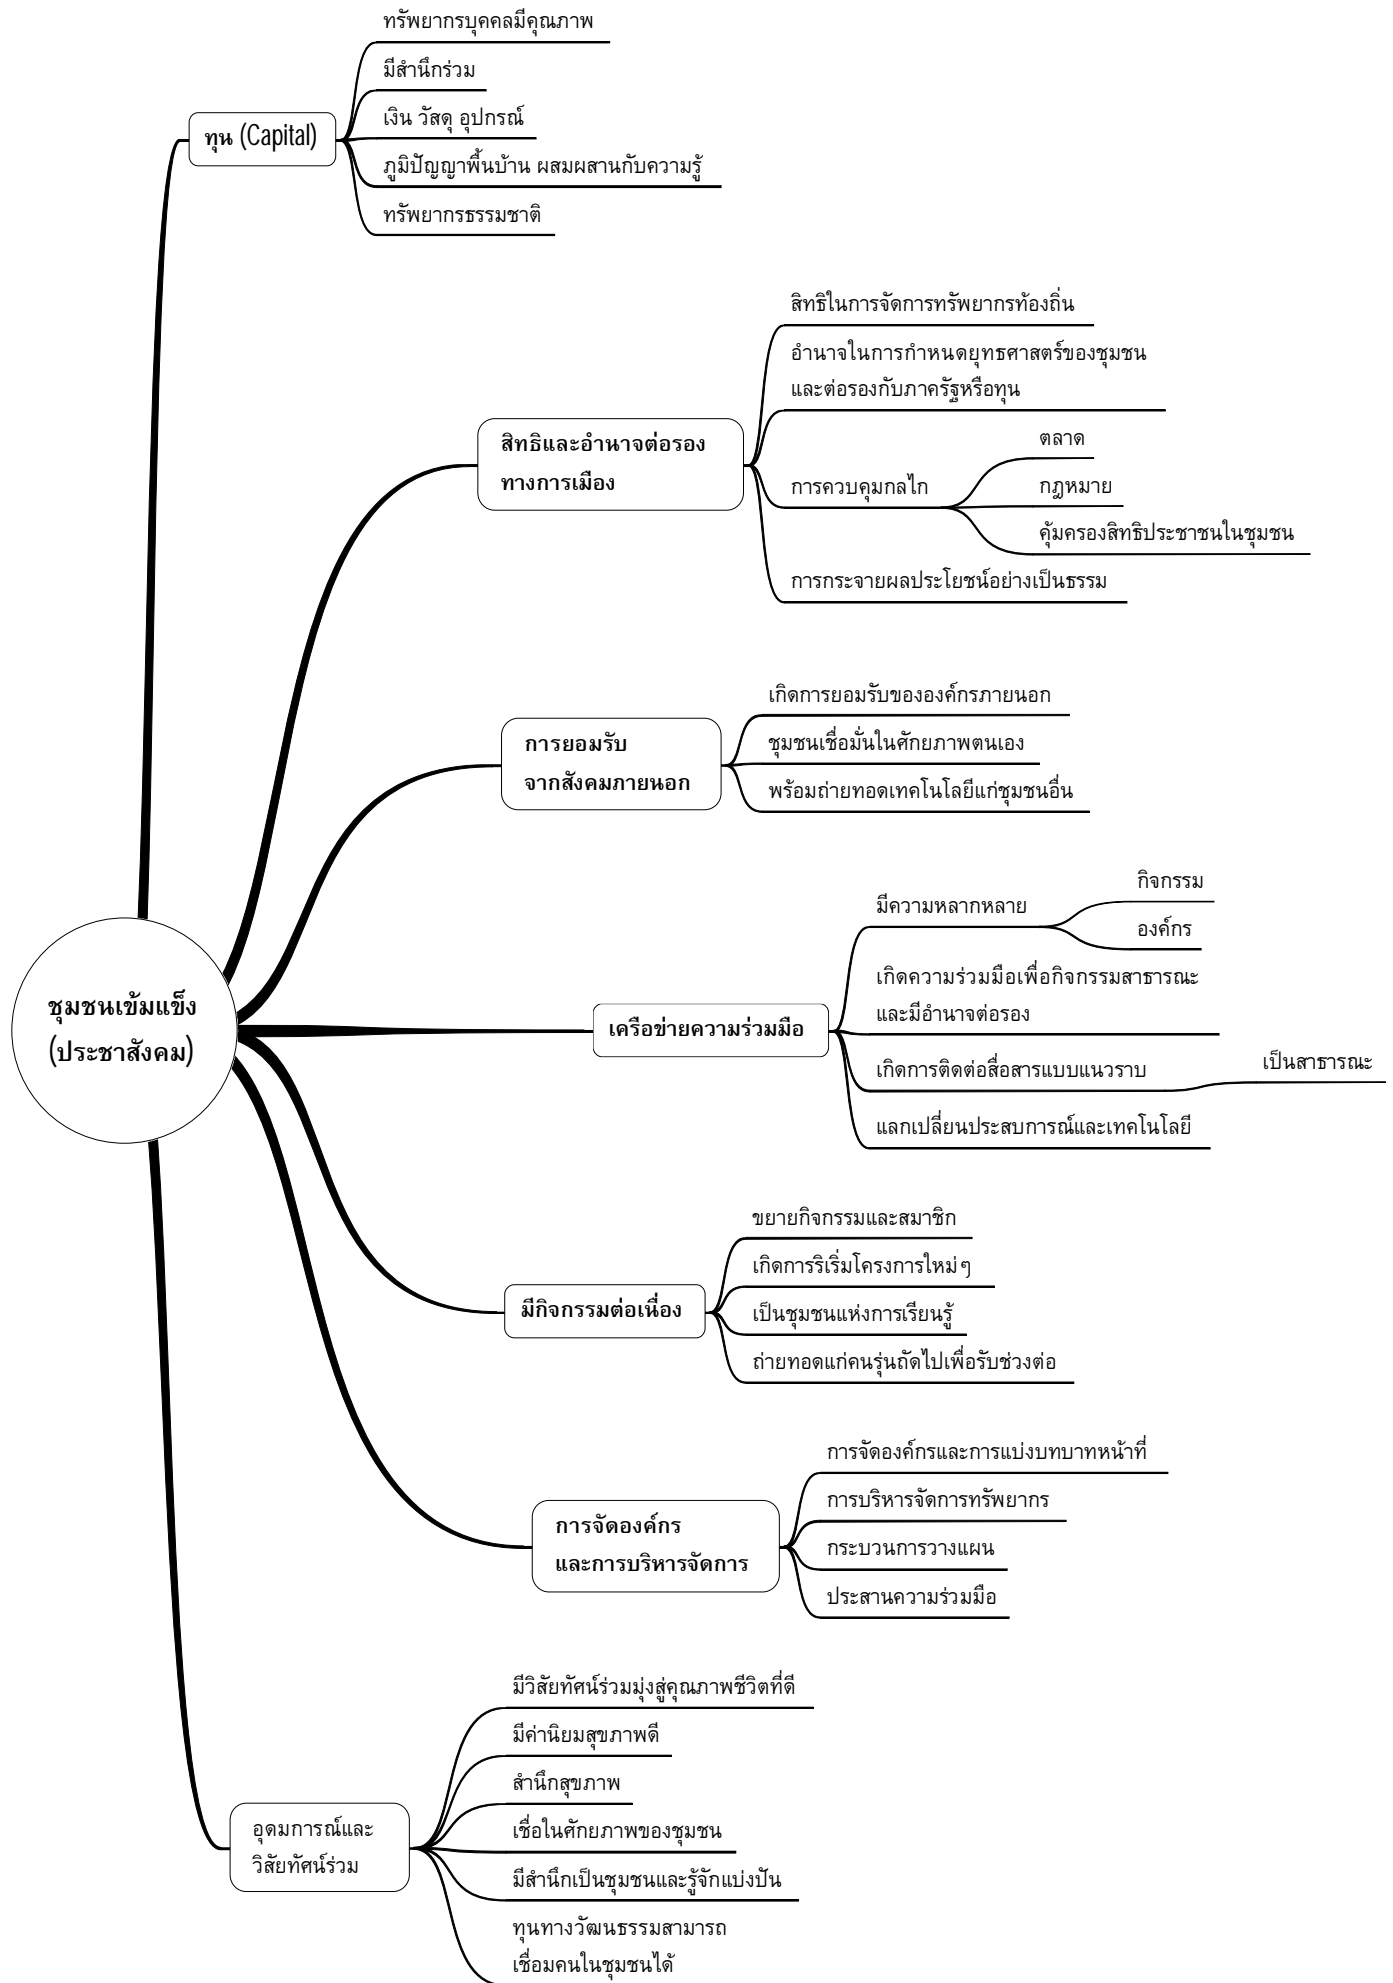 ทรัพยากรบุคคลมีคุณภาพ
มีสำนึกร่วม
เงิน วัสดุ อุปกรณ์
ภูมิปัญญาพื้นบ้าน ผสมผสานกับความรู้
ทรัพยากรธรรมชาติ
ทุน (Capital)
สิทธิในการจัดการทรัพยากรท้องถิ่น
อำนาจในการกำหนดยุทธศาสตร์ของชุมชน
และต่อรองกับภาครัฐหรือทุน
สิทธิและอำนาจต่อรอง
ทางการเมือง
การควบคุมกลไก
ตลาด
กฎหมาย
คุ้มครองสิทธิประชาชนในชุมชน
การกระจายผลประโยชน์อย่างเป็นธรรม
การยอมรับ
จากสังคมภายนอก
เกิดการยอมรับขององค์กรภายนอก
ชุมชนเชื่อมั่นในศักยภาพตนเอง
พร้อมถ่ายทอดเทคโนโลยีแก่ชุมชนอื่น
ชุมชนเข้มแข็ง
(ประชาสังคม)
เครือข่ายความร่วมมือ
มีความหลากหลาย
กิจกรรม
องค์กร
เกิดความร่วมมือเพื่อกิจกรรมสาธารณะ
และมีอำนาจต่อรอง
เกิดการติดต่อสื่อสารแบบแนวราบ
เป็นสาธารณะ
แลกเปลี่ยนประสบการณ์และเทคโนโลยี
มีกิจกรรมต่อเนื่อง
ขยายกิจกรรมและสมาชิก
เกิดการริเริ่มโครงการใหม่ๆ
เป็นชุมชนแห่งการเรียนรู้
ถ่ายทอดแก่คนรุ่นถัดไปเพื่อรับช่วงต่อ
การจัดองค์กร
และการบริหารจัดการ
การจัดองค์กรและการแบ่งบทบาทหน้าที่
การบริหารจัดการทรัพยากร
กระบวนการวางแผน
ประสานความร่วมมือ
อุดมการณ์และ
วิสัยทัศน์ร่วม
มีวิสัยทัศน์ร่วมมุ่งสู่คุณภาพชีวิตที่ดี
มีค่านิยมสุขภาพดี
สำนึกสุขภาพ
เชื่อในศักยภาพของชุมชน
มีสำนึกเป็นชุมชนและรู้จักแบ่งปัน
ทุนทางวัฒนธรรมสามารถ
เชื่อมคนในชุมชนได้